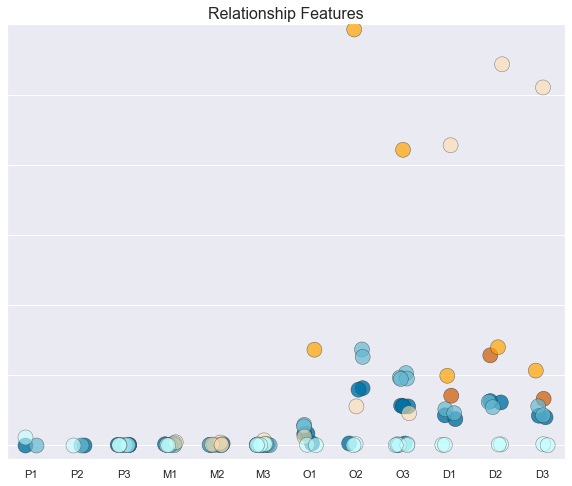 Relationship Features
P1 P2 P3 M1 M2 M3 O1 O2 O3 D1 D2 D3